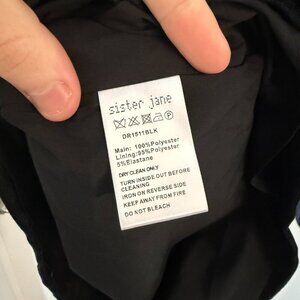 sister jane
DR1511BLK
Main: 100%Polyester
Lining:95%Polyester
5%Elastane
DRY CLEAN ONLY
TURN INSIDE OUT BEFORE
CLEANING
IRON ON REVERSE SIDE
KEEP AWAY FROM FIRE
DO NOT BLEACH